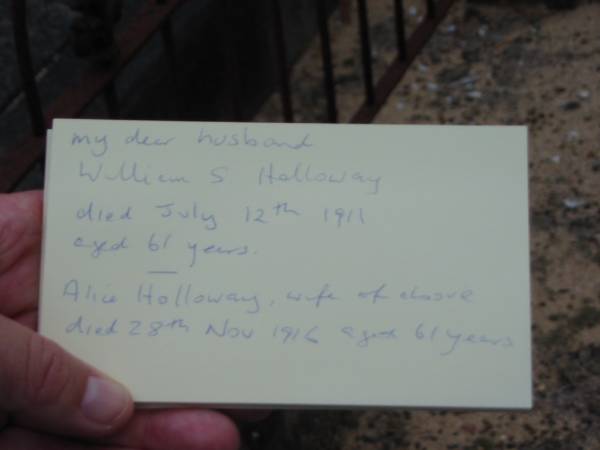 my dear husband
William S Holloway
died July 12th 1911
aged 61 years.
Alice Holloway, wife of above
died 28th Nov 1916 aged 61 years